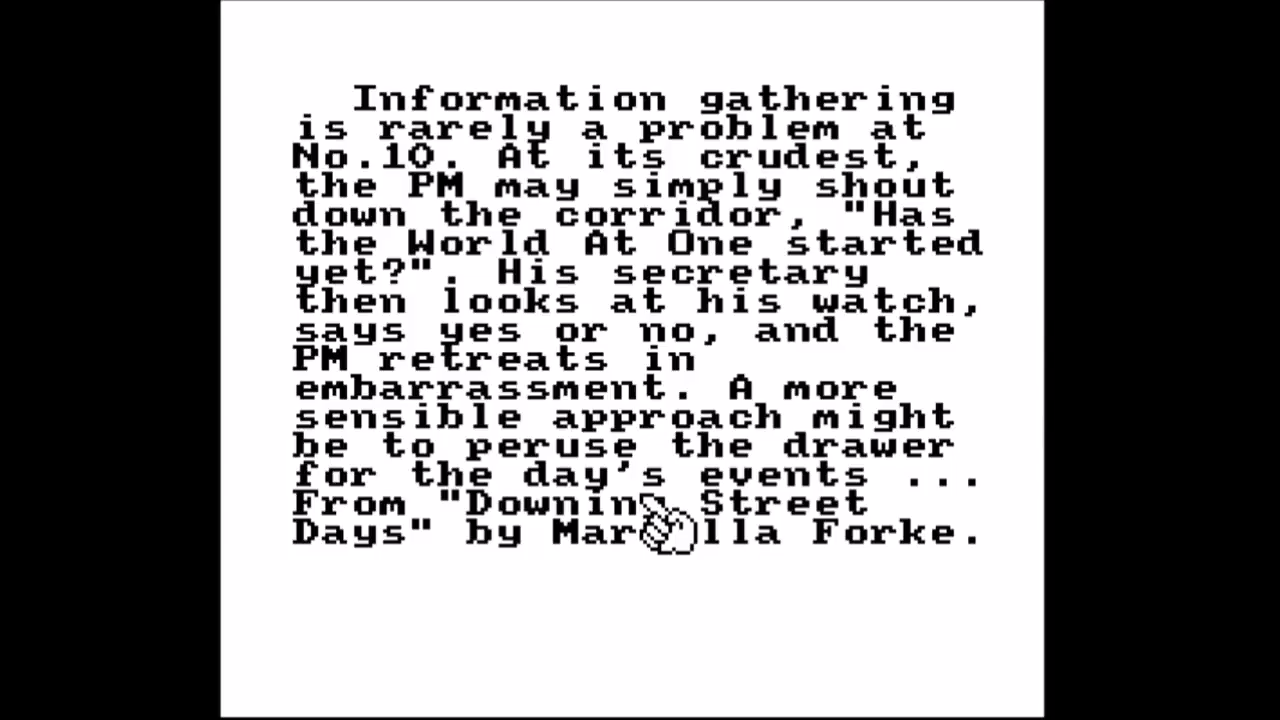 Information gathering
is rarely a problem at
No.10. At its crudest,
the PM may simply shout
down the corridor, "Has
the World At One started
yet?". His secretary
then looks at his watch,
says yes or no, and the
PM retreats in
embarrassment. A more
sensible approach might
be to peruse the drawer
for the day's events ...
From "Downing Street
Days" by Forke.